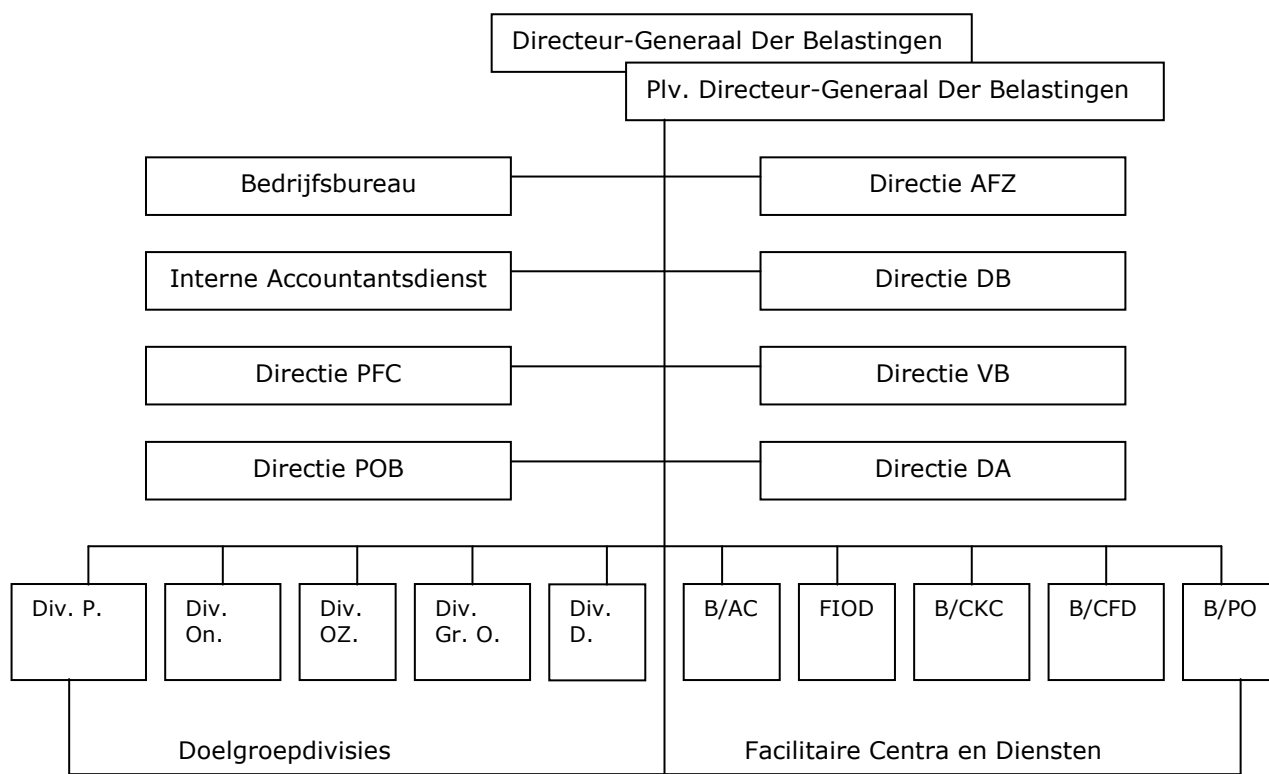 Directeur-Generaal Der Belastingen
Plv. Directeur-Generaal Der Belastingen
Bedrijfsbureau
Directie AFZ
Interne Accountantsdienst
Directie DB
Directie PFC
Directie VB
Directie POB
Directie DA
Div. P.
Div.
On.
Div.
OZ.
Div.
Gr. O.
Div.
D.
B/AC
FIOD
B/CKC
B/CFD
B/PO
Doelgroepdivisies
Facilitaire Centra en Diensten